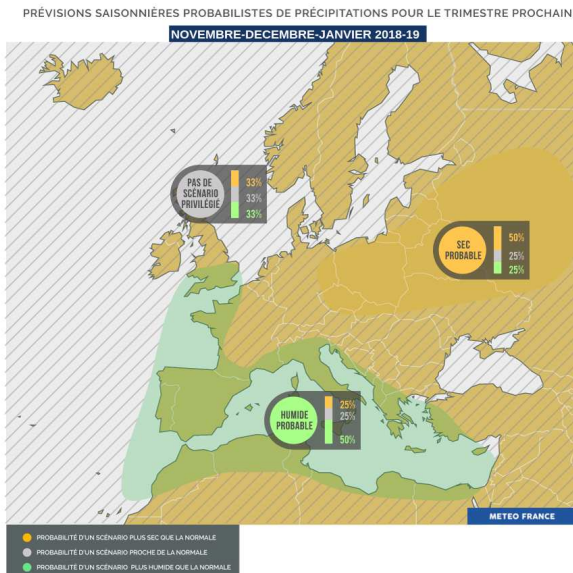 PRÉVISIONS SAISONNIÈRES PROBABILISTES DE PRÉCIPITATIONS POUR LE TRIMESTRE PROCHAIN
NOVEMBRE-DECEMBRE-JANVIER 2018-19
PAS DE
SCÉNARIO
PRIVILÉGIÉ
33%
33%
33%
SEC
PROBABLE
50%
25%
25%
HUMIDE
PROBABLE
25%
25%
50%
METEO FRANCE
PROBABILITÉ D'UN SCÉNARIO PLUS SEC QUE LA NORMALE
PROBABILITÉ D'UN SCÉNARIO PROCHE DE LA NORMALE
PROBABILITÉ D'UN SCÉNARIO PLUS HUMIDE QUE LA NORMALE